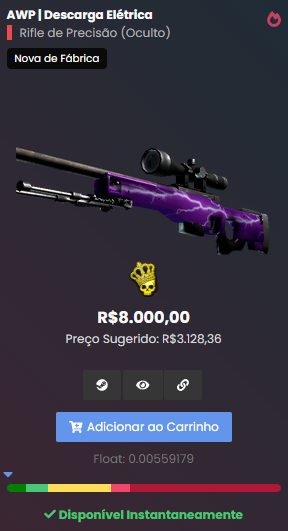 AWP | Descarga Elétrica
Rifle de Precisão (Oculto)
Nova de Fábrica
R$8.000,00
Preço Sugerido: R$3.128,36
Adicionar ao Carrinho
Float: 0.00559179
Disponível Instantaneamente